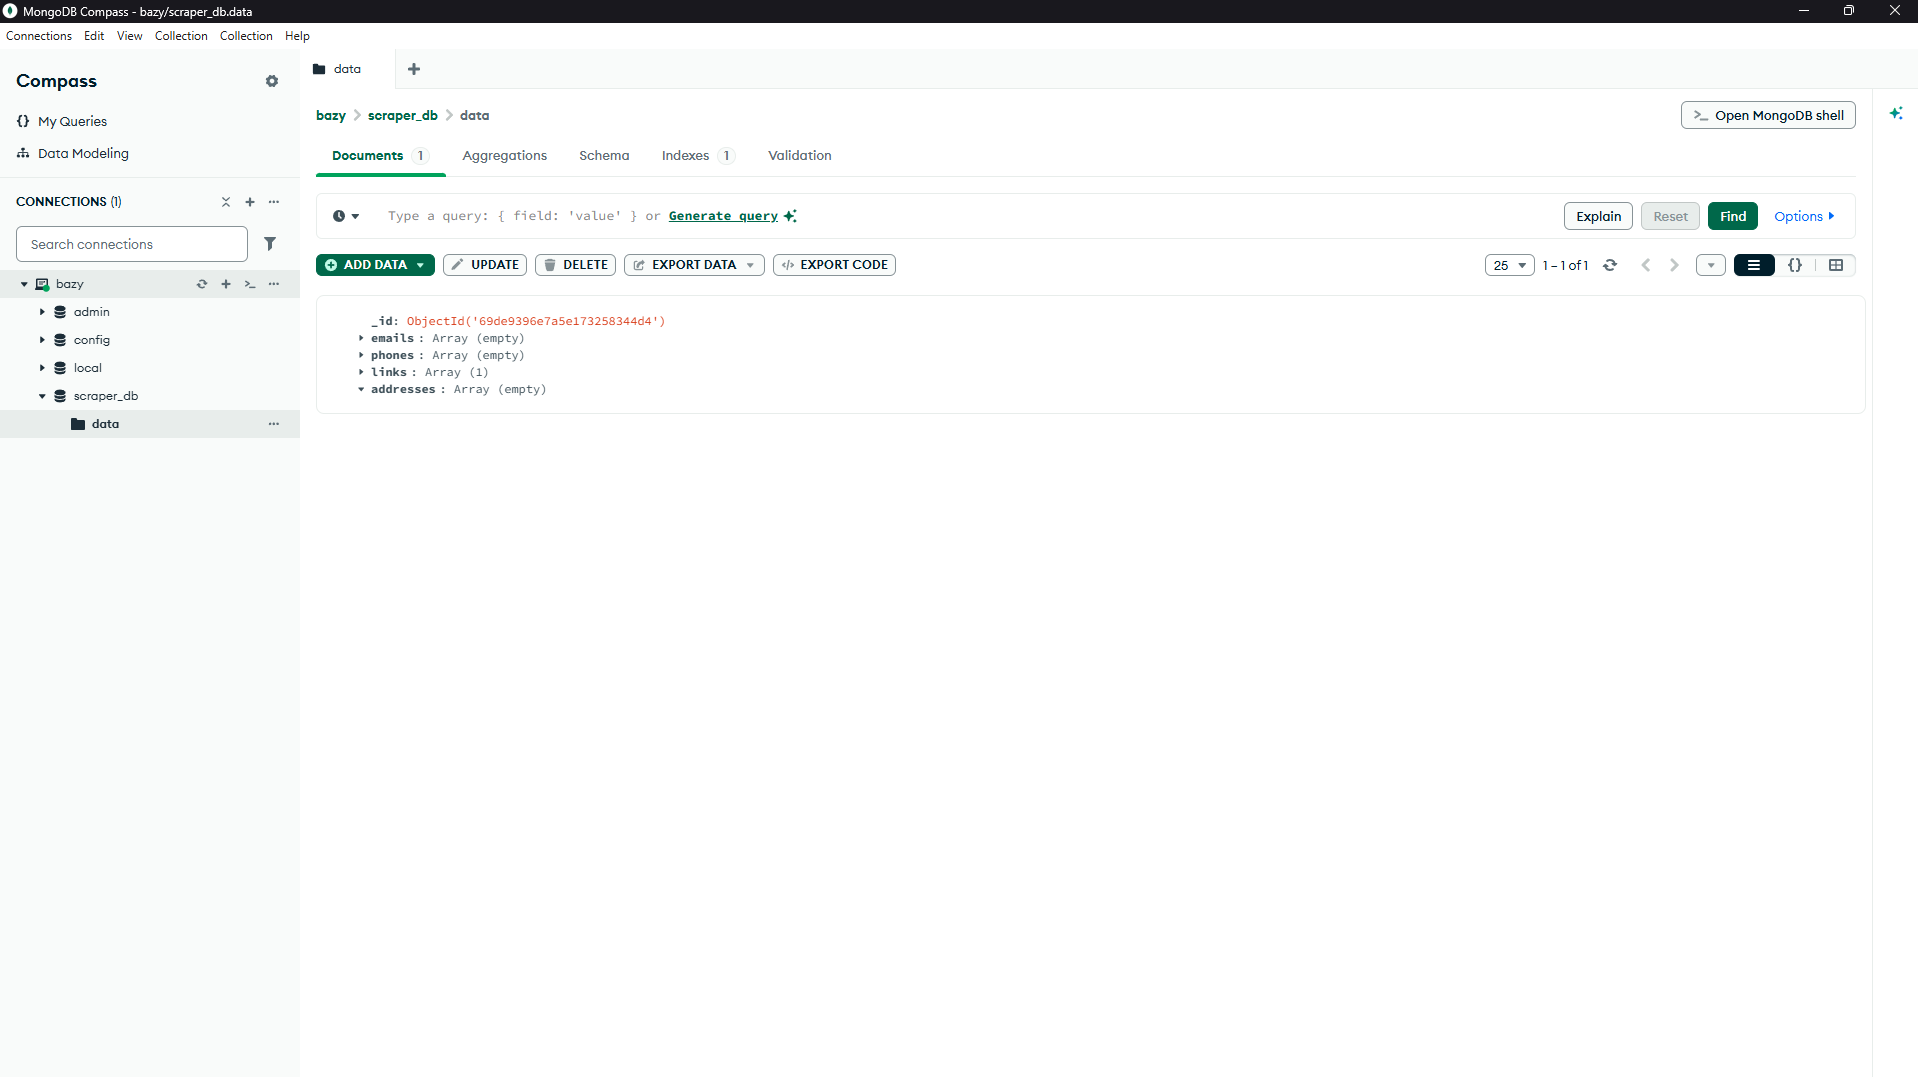 MongoDB Compass - bazy/scraper_db.data
Connections Edit View Collection Collection Help
Compass
data
My Queries
Data Modeling
CONNECTIONS (1)
Search connections
bazy
admin
config
local
scraper_db
data
bazy > scraper_db > data
>_ Open MongoDB shell
Documents 1 Aggregations Schema Indexes 1 Validation
Type a query: { field: 'value' } or Generate query
Explain Reset Find Options
ADD DATA UPDATE DELETE EXPORT DATA </> EXPORT CODE
25 1 – 1 of 1 {}
_id: ObjectId('69de9396e7a5e173258344d4')
emails : Array (empty)
phones : Array (empty)
links : Array (1)
addresses : Array (empty)